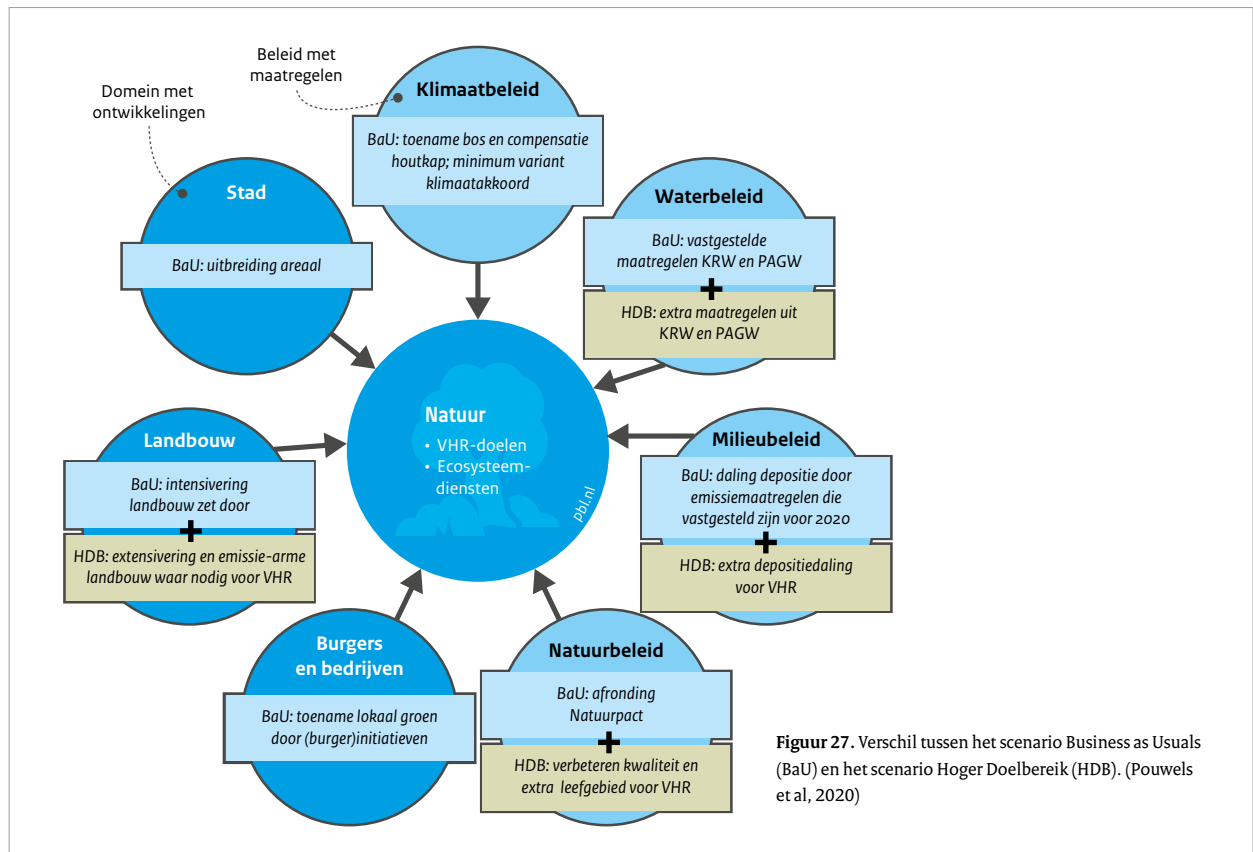 Domein met
ontwikkelingen
Beleid met
maatregelen
Klimaatbeleid
BaU: toename bos en compensatie
houtkap; minimum variant
klimaatakkoord
Stad
BaU: uitbreiding areaal
Waterbeleid
BaU: vastgestelde
maatregelen KRW en PAGW
+
HDB: extra maatregelen uit
KRW en PAGW
Natuur
• VHR-doelen
• Ecosysteem-
diensten
pbl.nl
Landbouw
BaU: intensivering
landbouw zet door
+
HDB: extensivering en emissie-arme
landbouw waar nodig voor VHR
Milieubeleid
BaU: daling depositie door
emissiemaatregelen die
vastgesteld zijn voor 2020
+
HDB: extra depositiedaling
voor VHR
Burgers
en bedrijven
BaU: toename lokaal groen
door (burger)initiatieven
Natuurbeleid
BaU: afronding
Natuurpact
+
HDB: verbeteren kwaliteit en
extra leefgebied voor VHR
Figuur 27. Verschil tussen het scenario Business as Usuals
(BaU) en het scenario Hoger Doelbereik (HDB). (Pouwels
et al, 2020)